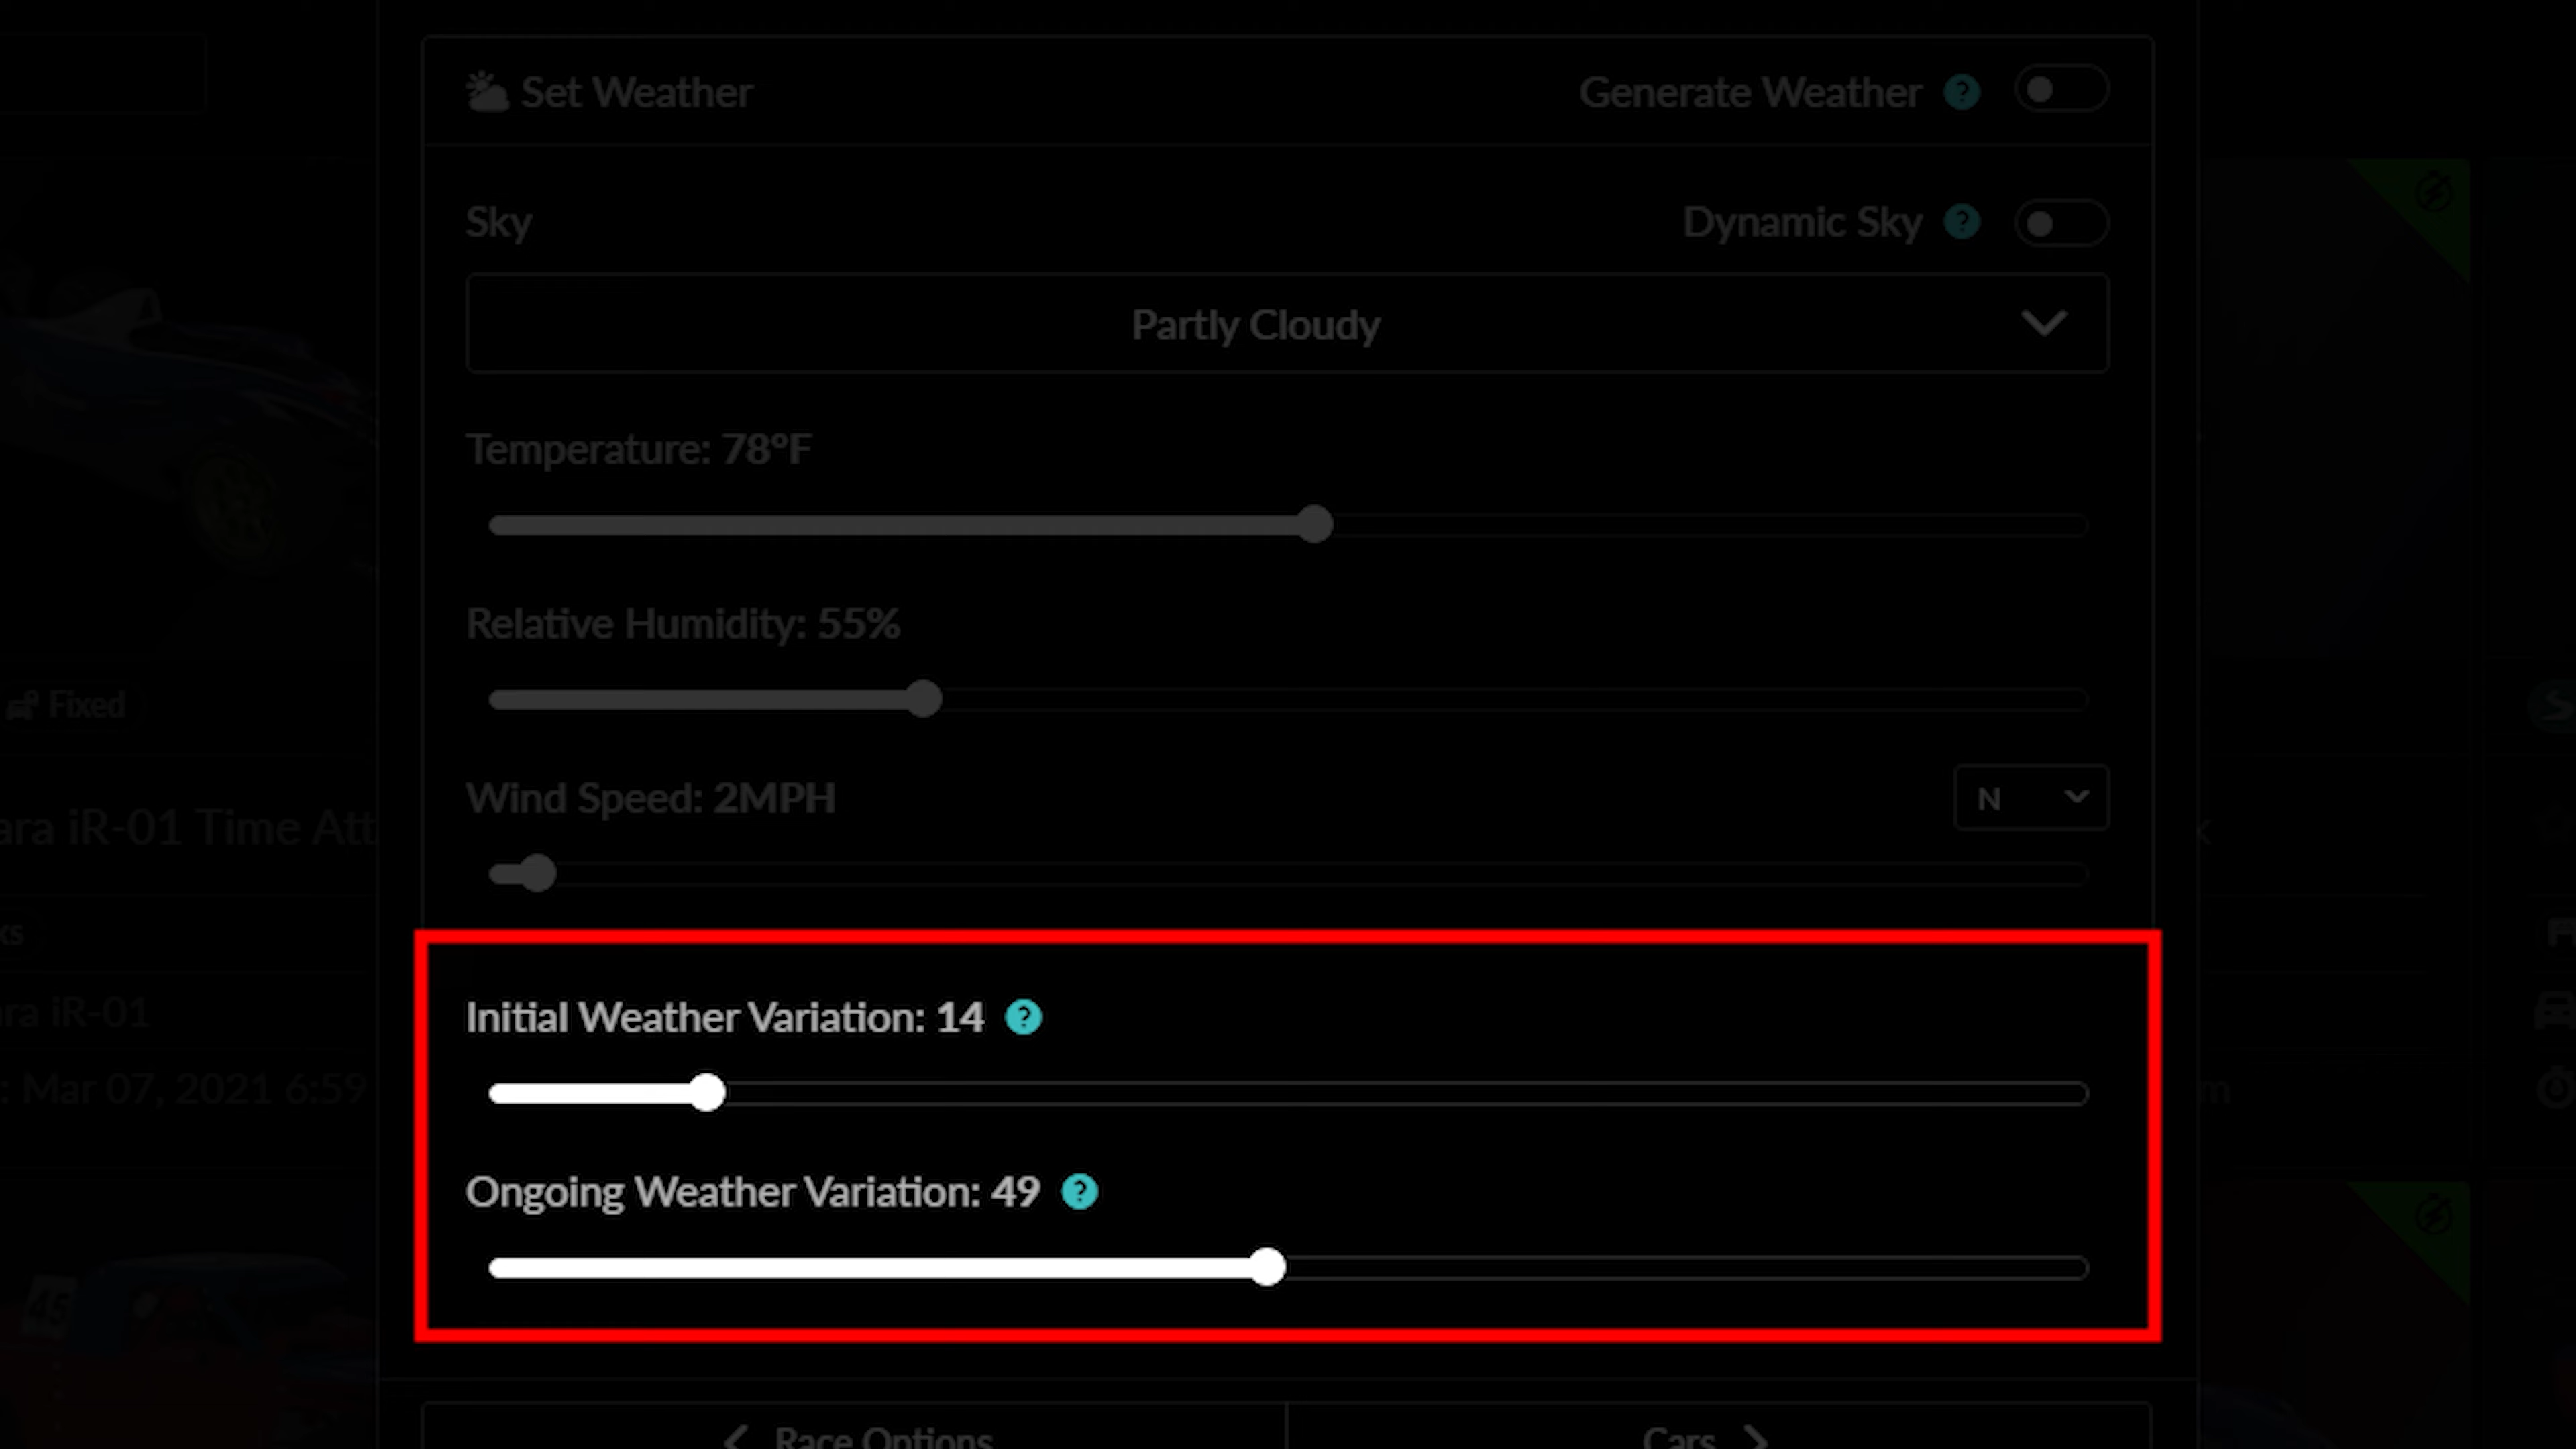 Set Weather
Generate Weather ?
Sky
Dynamic Sky ?
Partly Cloudy
Temperature: 78°F
Relative Humidity: 55%
Fixed
Wind Speed: 2MPH
N
ara iR-01 Time Att
ks
Initial Weather Variation: 14 ?
ara iR-01
: Mar 07, 2021 6:59
m
Ongoing Weather Variation: 49 ?
45
Race Options
Cars